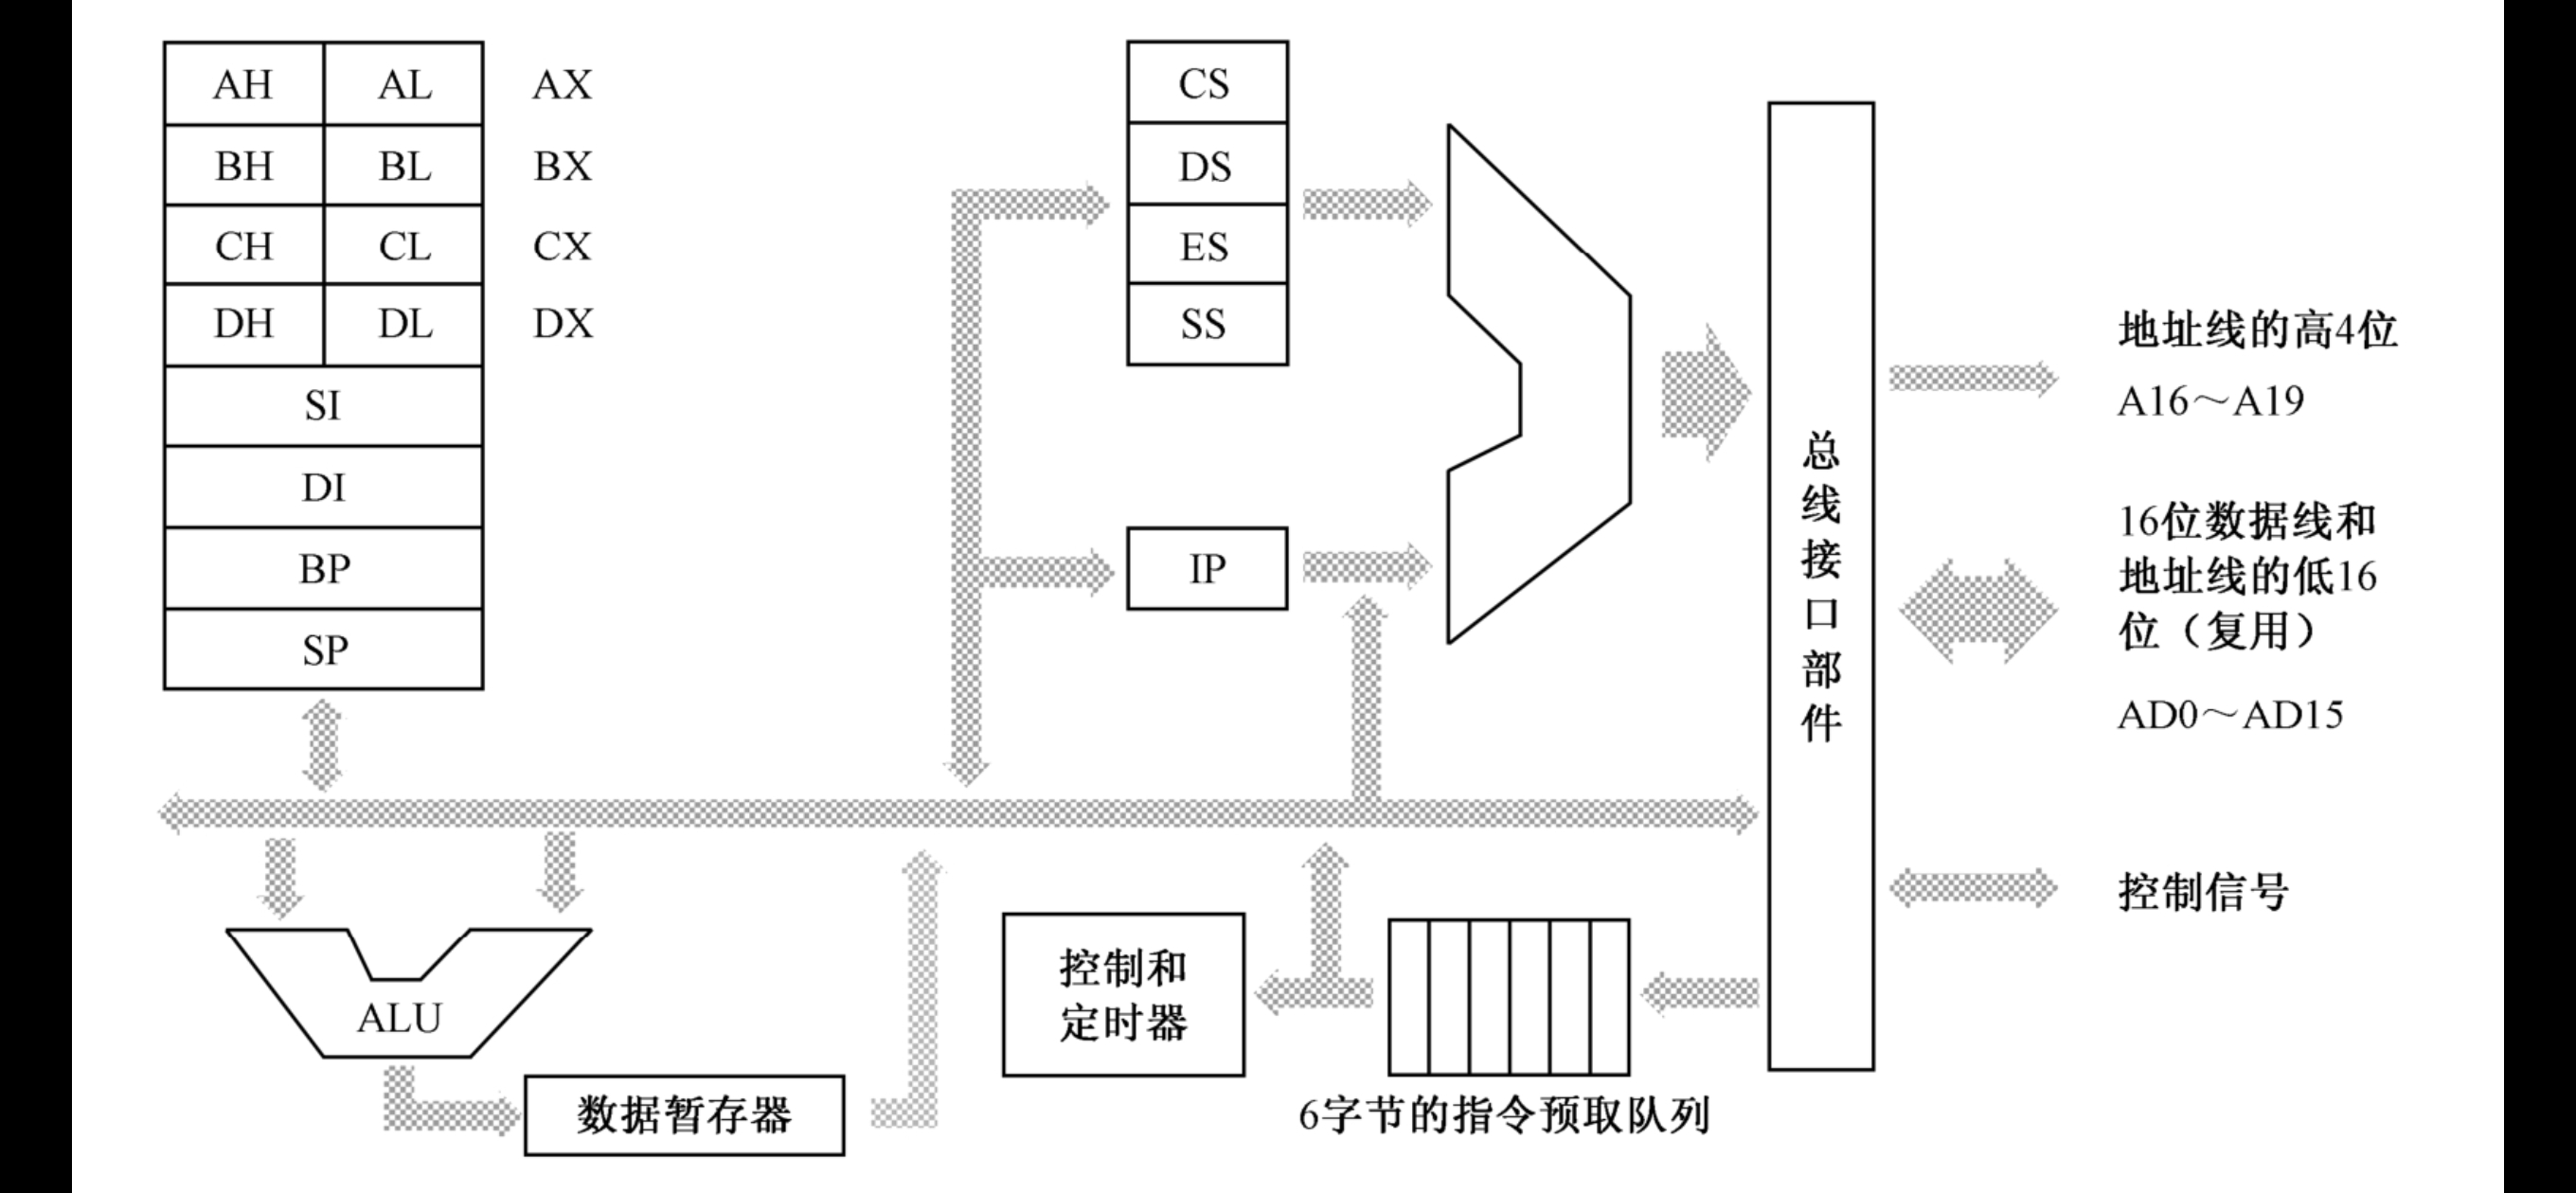 AH AL AX
BH BL BX
CH CL CX
DH DL DX
SI
DI
BP
SP
CS
DS
ES
SS
IP
总线接口部件
地址线的高4位
A16～A19
16位数据线和
地址线的低16
位（复用）
AD0～AD15
控制信号
ALU
数据暂存器
控制和
定时器
6字节的指令预取队列